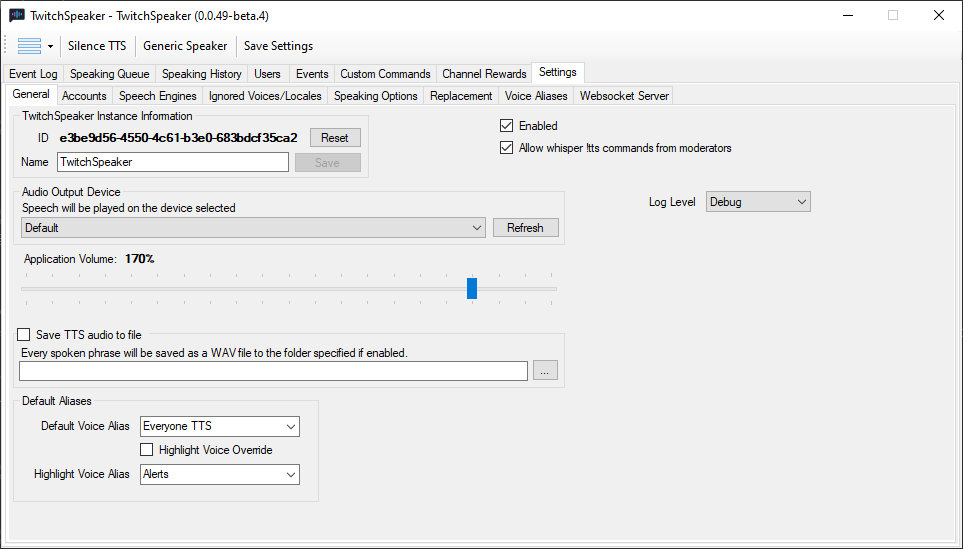 TwitchSpeaker - TwitchSpeaker (0.0.49-beta.4)
Silence TTS Generic Speaker Save Settings
Event Log Speaking Queue Speaking History Users Events Custom Commands Channel Rewards Settings
General Accounts Speech Engines Ignored Voices/Locales Speaking Options Replacement Voice Aliases Websocket Server
TwitchSpeaker Instance Information
ID e3be9d56-4550-4c61-b3e0-683bdcf35ca2 Reset
Name TwitchSpeaker Save
Enabled
Allow whisper !tts commands from moderators
Audio Output Device
Speech will be played on the device selected
Default Refresh
Log Level Debug
Application Volume: 170%
Save TTS audio to file
Every spoken phrase will be saved as a WAV file to the folder specified if enabled.
...
Default Aliases
Default Voice Alias Everyone TTS
Highlight Voice Override
Highlight Voice Alias Alerts